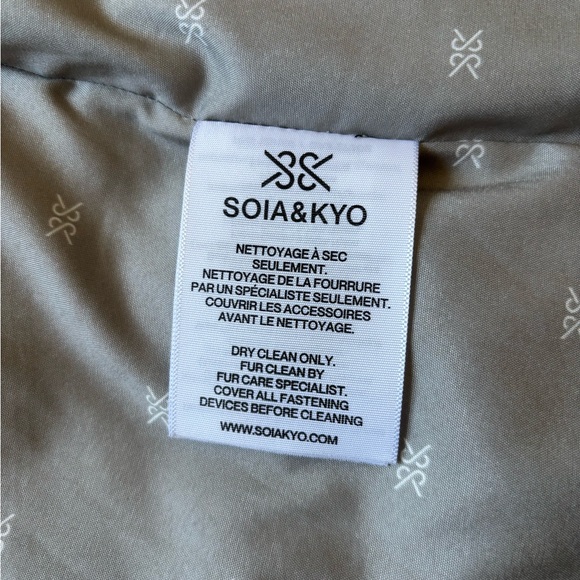 SOIA&KYO
NETTOYAGE À SEC
SEULEMENT.
NETTOYAGE DE LA FOURRURE
PAR UN SPÉCIALISTE SEULEMENT.
COUVRIR LES ACCESSOIRES
AVANT LE NETTOYAGE.
DRY CLEAN ONLY.
FUR CLEAN BY
FUR CARE SPECIALIST.
COVER ALL FASTENING
DEVICES BEFORE CLEANING
WWW.SOIAKYO.COM